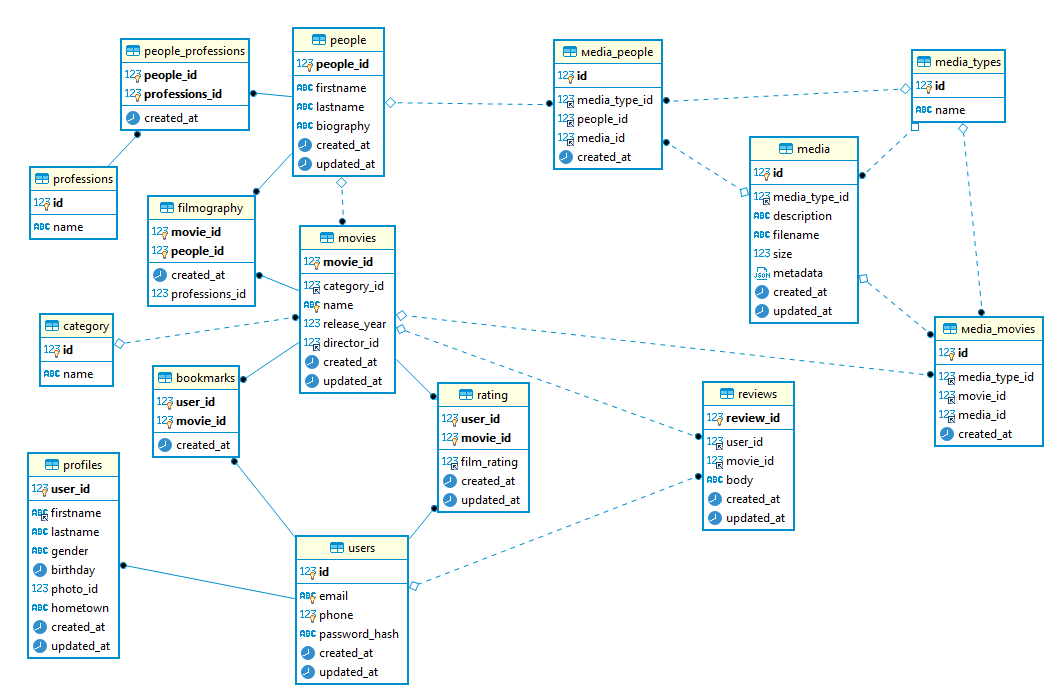 people_professions
123 people_id
123 professions_id
created_at
people
123 people_id
ABC firstname
ABC lastname
ABC biography
created_at
updated_at
медia_people
123 id
123 media_type_id
123 people_id
123 media_id
created_at
media_types
123 id
ABC name
professions
123 id
ABC name
filmography
123 movie_id
123 people_id
created_at
123 professions_id
movies
123 movie_id
123 category_id
ABC name
123 release_year
123 director_id
created_at
updated_at
media
123 id
123 media_type_id
ABC description
ABC filename
123 size
JSON metadata
created_at
updated_at
category
123 id
ABC name
bookmarks
123 user_id
123 movie_id
created_at
rating
123 user_id
123 movie_id
123 film_rating
created_at
updated_at
reviews
123 review_id
123 user_id
123 movie_id
ABC body
created_at
updated_at
мedia_movies
123 id
123 media_type_id
123 movie_id
123 media_id
created_at
profiles
123 user_id
ABC firstname
ABC lastname
ABC gender
birthday
123 photo_id
ABC hometown
created_at
updated_at
users
123 id
ABC email
123 phone
ABC password_hash
created_at
updated_at